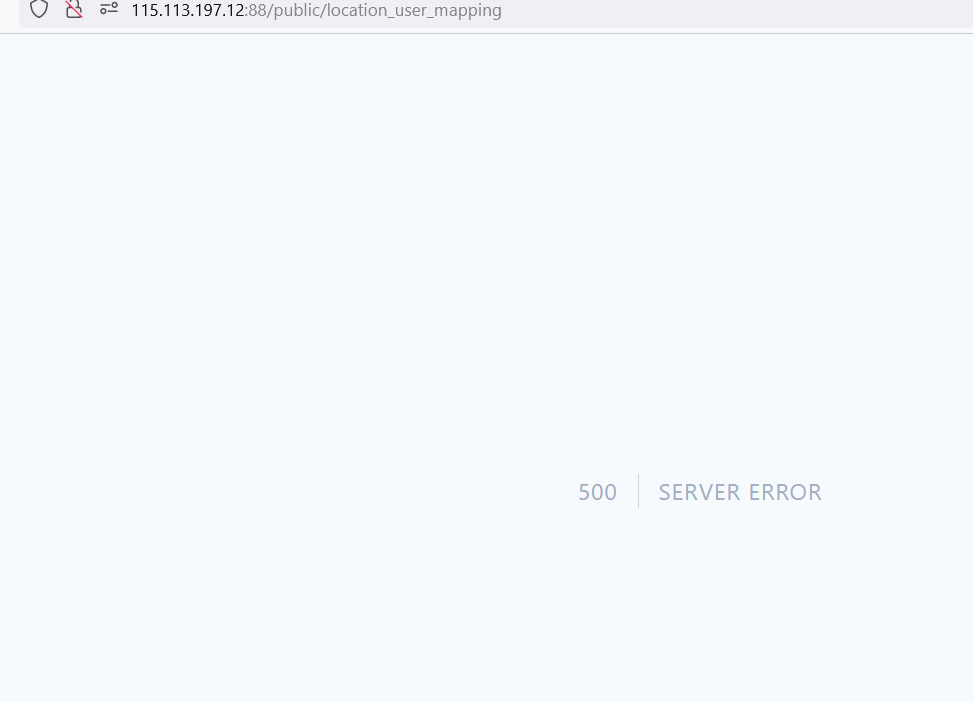 115.113.197.12:88/public/location_user_mapping
500 SERVER ERROR